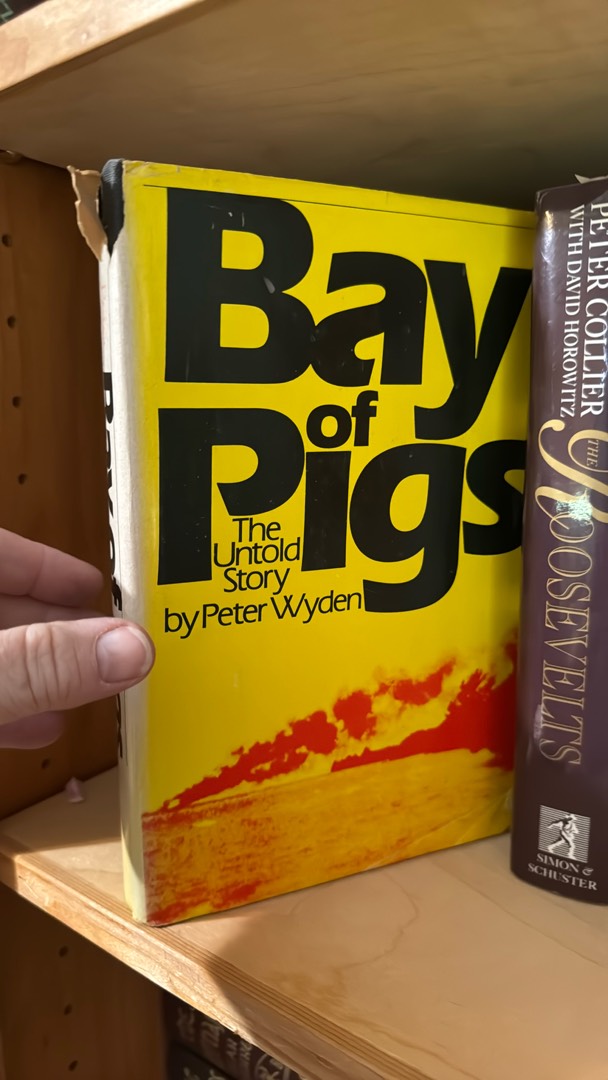 Bay
of
Pigs
The
Untold
Story
by Peter Wyden
PETER COLLIER
WITH DAVID HOROWITZ
THE
ROOSEVELTS
SIMON &
SCHUSTER